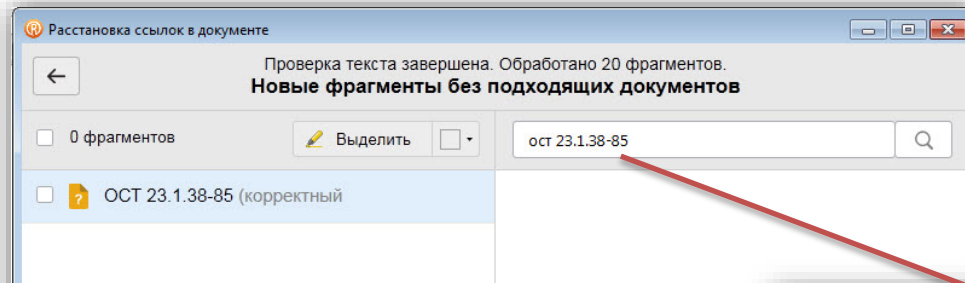 Расстановка ссылок в документе
Проверка текста завершена. Обработано 20 фрагментов.
Новые фрагменты без подходящих документов
0 фрагментов
Выделить
ост 23.1.38-85
ОСТ 23.1.38-85 (корректный